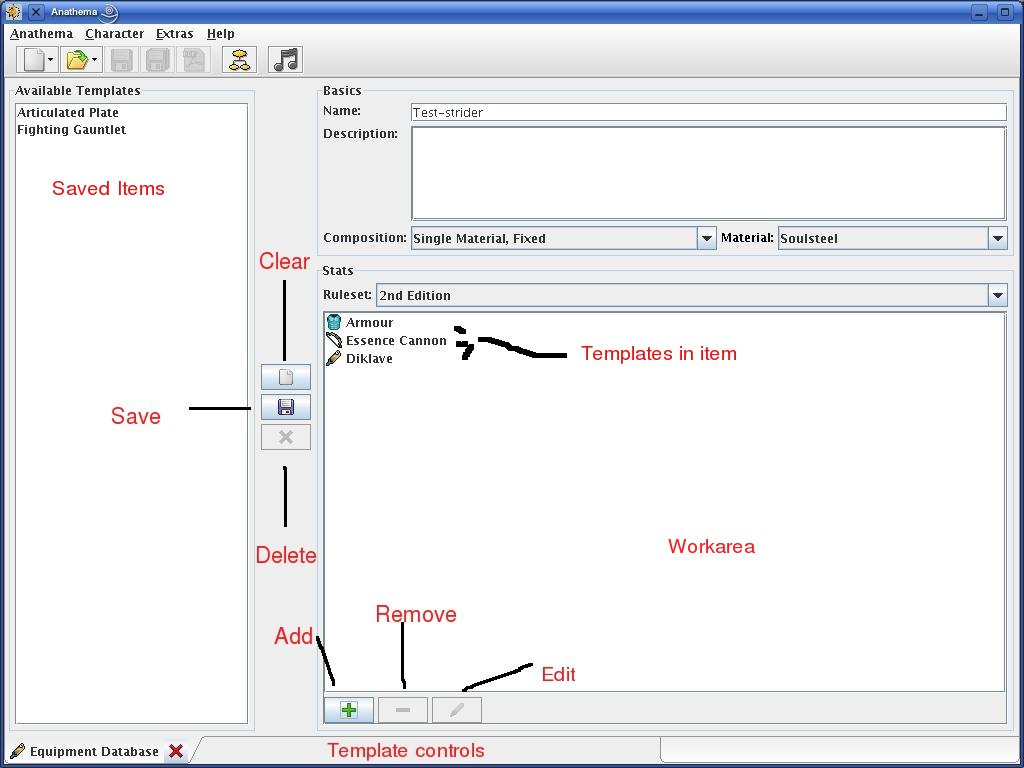 Anathema
Anathema Character Extras Help
Available Templates
Articulated Plate
Fighting Gauntlet
Saved Items
Clear
Save
Delete
Basics
Name: Test-strider
Description:
Composition: Single Material, Fixed Material: Soulsteel
Stats
Ruleset: 2nd Edition
Armour
Essence Cannon
Diklave
Templates in item
Workarea
Remove
Add
Edit
Equipment Database
Template controls